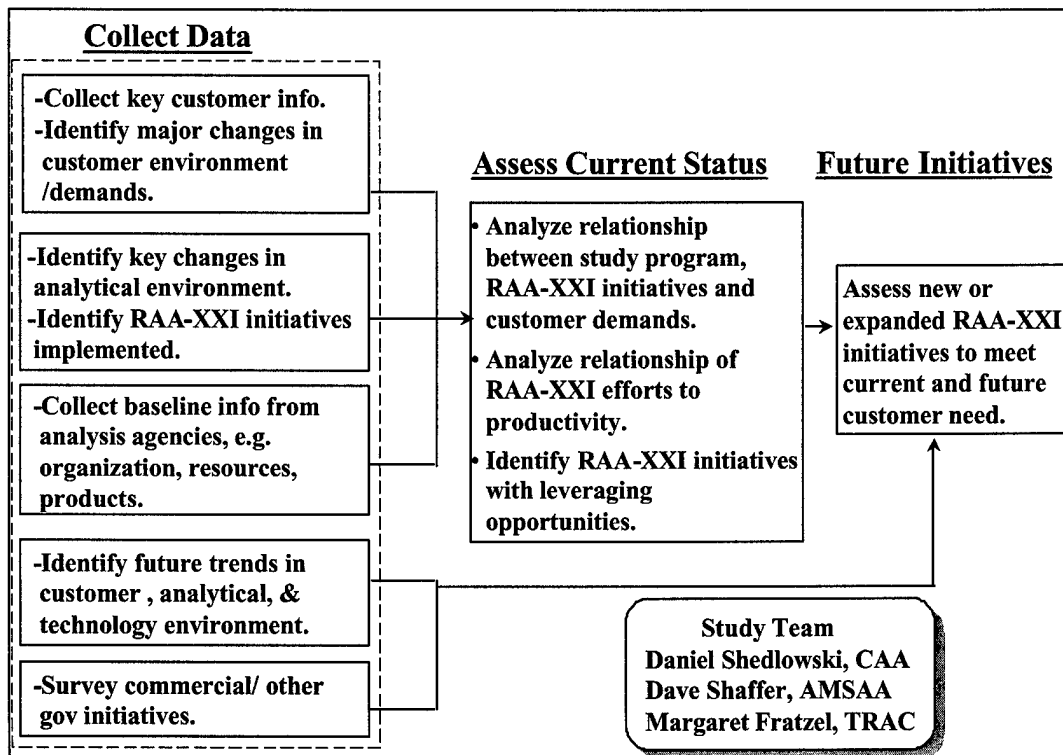 Collect Data
-Collect key customer info.
-Identify major changes in
customer environment
/demands.
-Identify key changes in
analytical environment.
-Identify RAA-XXI initiatives
implemented.
-Collect baseline info from
analysis agencies, e.g.
organization, resources,
products.
-Identify future trends in
customer , analytical, &
technology environment.
-Survey commercial/ other
gov initiatives.
Assess Current Status
• Analyze relationship
between study program,
RAA-XXI initiatives and
customer demands.
• Analyze relationship of
RAA-XXI efforts to
productivity.
• Identify RAA-XXI initiatives
with leveraging
opportunities.
Future Initiatives
Assess new or
expanded RAA-XXI
initiatives to meet
current and future
customer need.
Study Team
Daniel Shedlowski, CAA
Dave Shaffer, AMSAA
Margaret Fratzel, TRAC